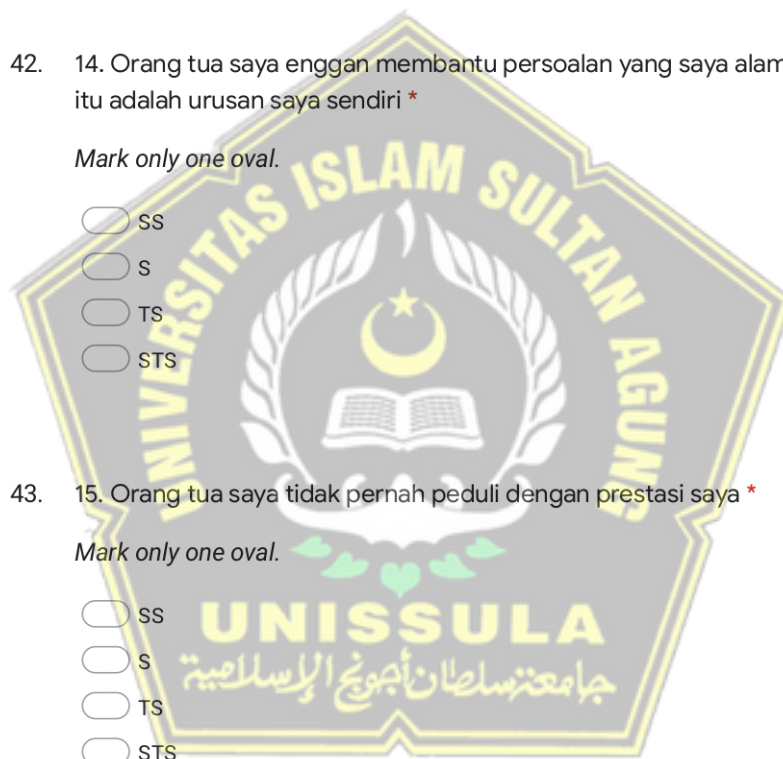 42. 14. Orang tua saya enggan membantu persoalan yang saya alam
itu adalah urusan saya sendiri *
Mark only one oval.
SS
S
TS
STS
43. 15. Orang tua saya tidak pernah peduli dengan prestasi saya *
Mark only one oval.
SS
S
TS
STS
UNIVERSITAS ISLAM SULTAN AGUNG
UNISSULA
جامعتنسلطان أجونج الإسلامية